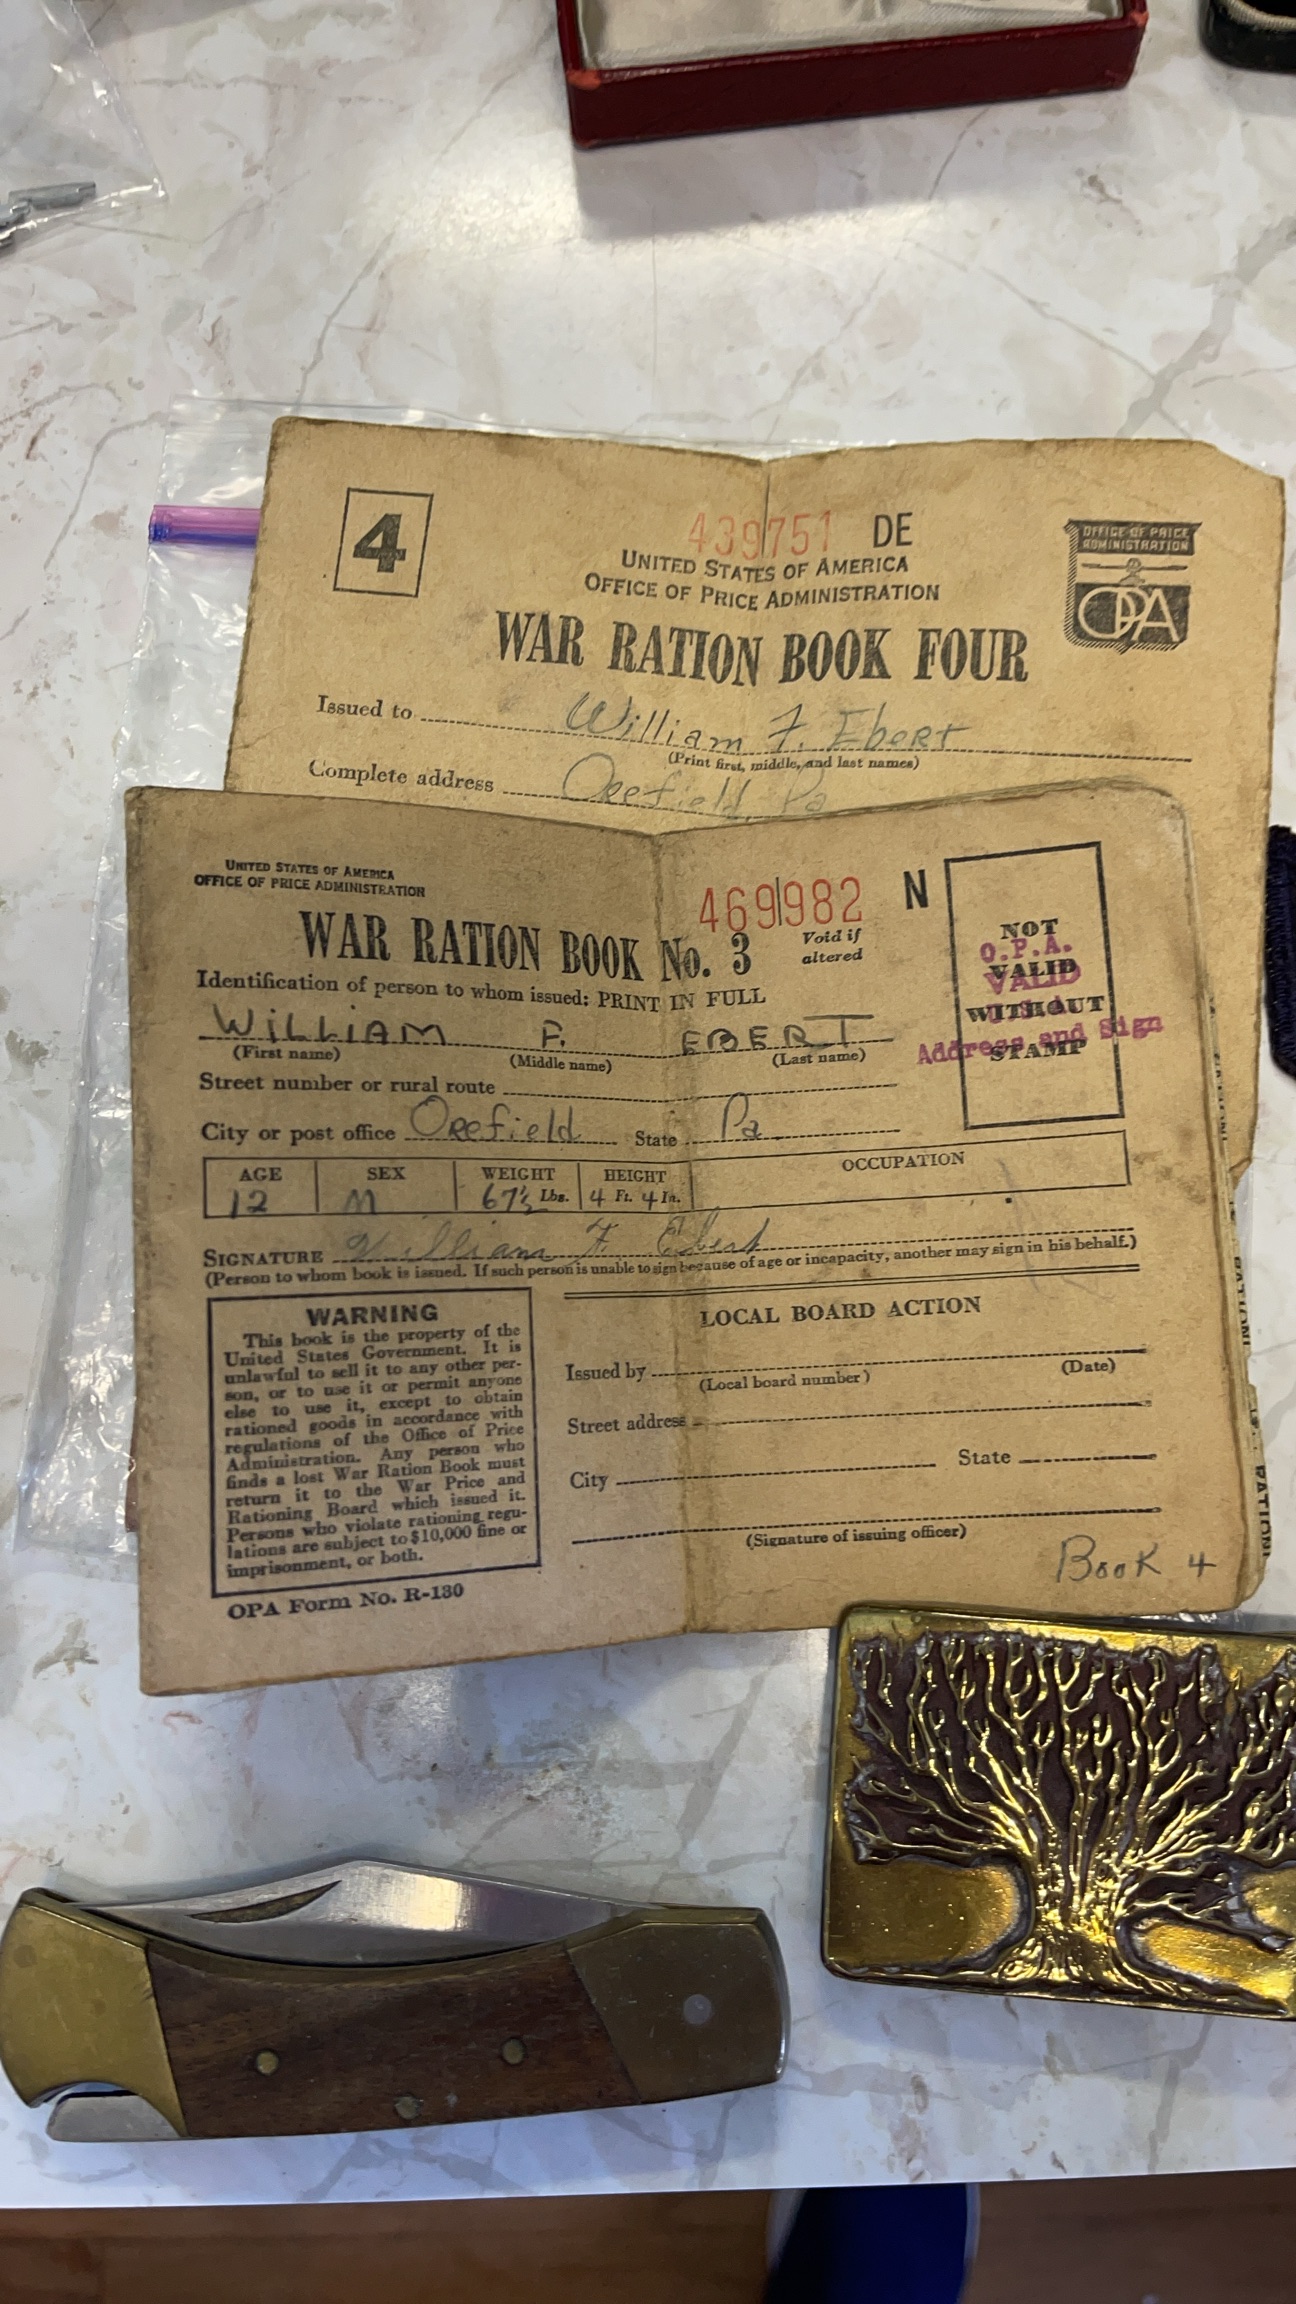 4
439751 DE
UNITED STATES OF AMERICA
OFFICE OF PRICE ADMINISTRATION
OFFICE OF PRICE
ADMINISTRATION
OPA
WAR RATION BOOK FOUR
Issued to William F. Ebert
(Print first, middle, and last names)
Complete address Orefield, Pa
UNITED STATES OF AMERICA
OFFICE OF PRICE ADMINISTRATION
469982 N
Void if
altered
WAR RATION BOOK No. 3
NOT
VALID
WITHOUT
STAMP
O.P.A.
VALID
Address and Sign
Identification of person to whom issued: PRINT IN FULL
WILLIAM F. EBERT
(First name) (Middle name) (Last name)
Street number or rural route
City or post office Orefield State Pa.
AGE SEX WEIGHT HEIGHT OCCUPATION
12 M 67½ Lbs. 4 Ft. 4 In.
SIGNATURE William F. Ebert
(Person to whom book is issued. If such person is unable to sign because of age or incapacity, another may sign in his behalf.)
WARNING
This book is the property of the
United States Government. It is
unlawful to sell it to any other per-
son, or to use it or permit anyone
else to use it, except to obtain
rationed goods in accordance with
regulations of the Office of Price
Administration. Any person who
finds a lost War Ration Book must
return it to the War Price and
Rationing Board which issued it.
Persons who violate rationing regu-
lations are subject to $10,000 fine or
imprisonment, or both.
OPA Form No. R-130
LOCAL BOARD ACTION
Issued by
(Local board number) (Date)
Street address
City State
(Signature of issuing officer)
Book 4